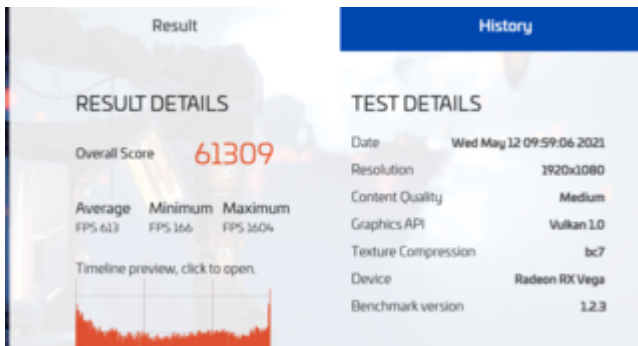 Result
History
RESULT DETAILS
Overall Score 61309
Average Minimum Maximum
FPS 613 FPS 166 FPS 1604
Timeline preview, click to open.
TEST DETAILS
Date Wed May 12 09:59:06 2021
Resolution 1920x1080
Content Quality Medium
Graphics API Vulkan 1.0
Texture Compression bc7
Device Radeon RX Vega
Benchmark version 1.2.3